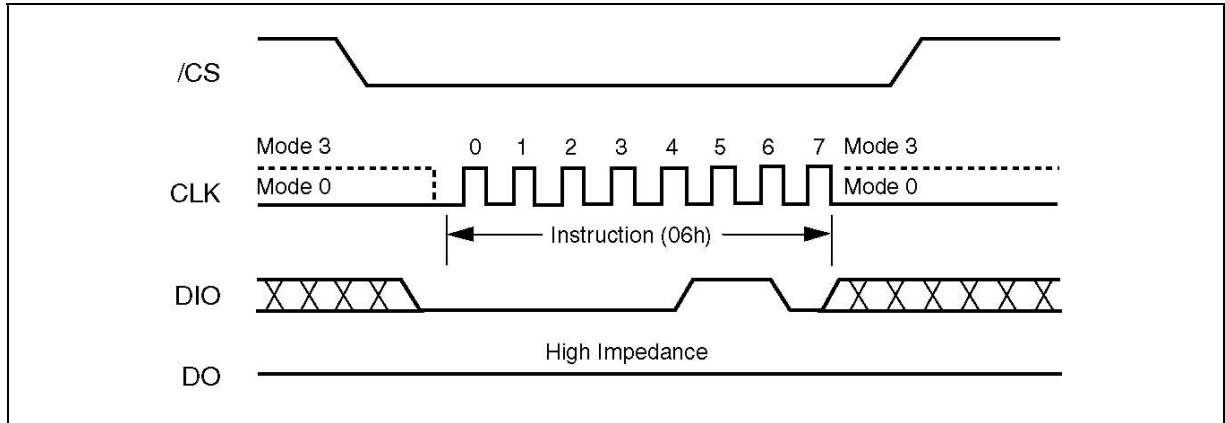 /CS
Mode 3 0 1 2 3 4 5 6 7 Mode 3
CLK Mode 0 Mode 0
Instruction (06h)
DIO
High Impedance
DO